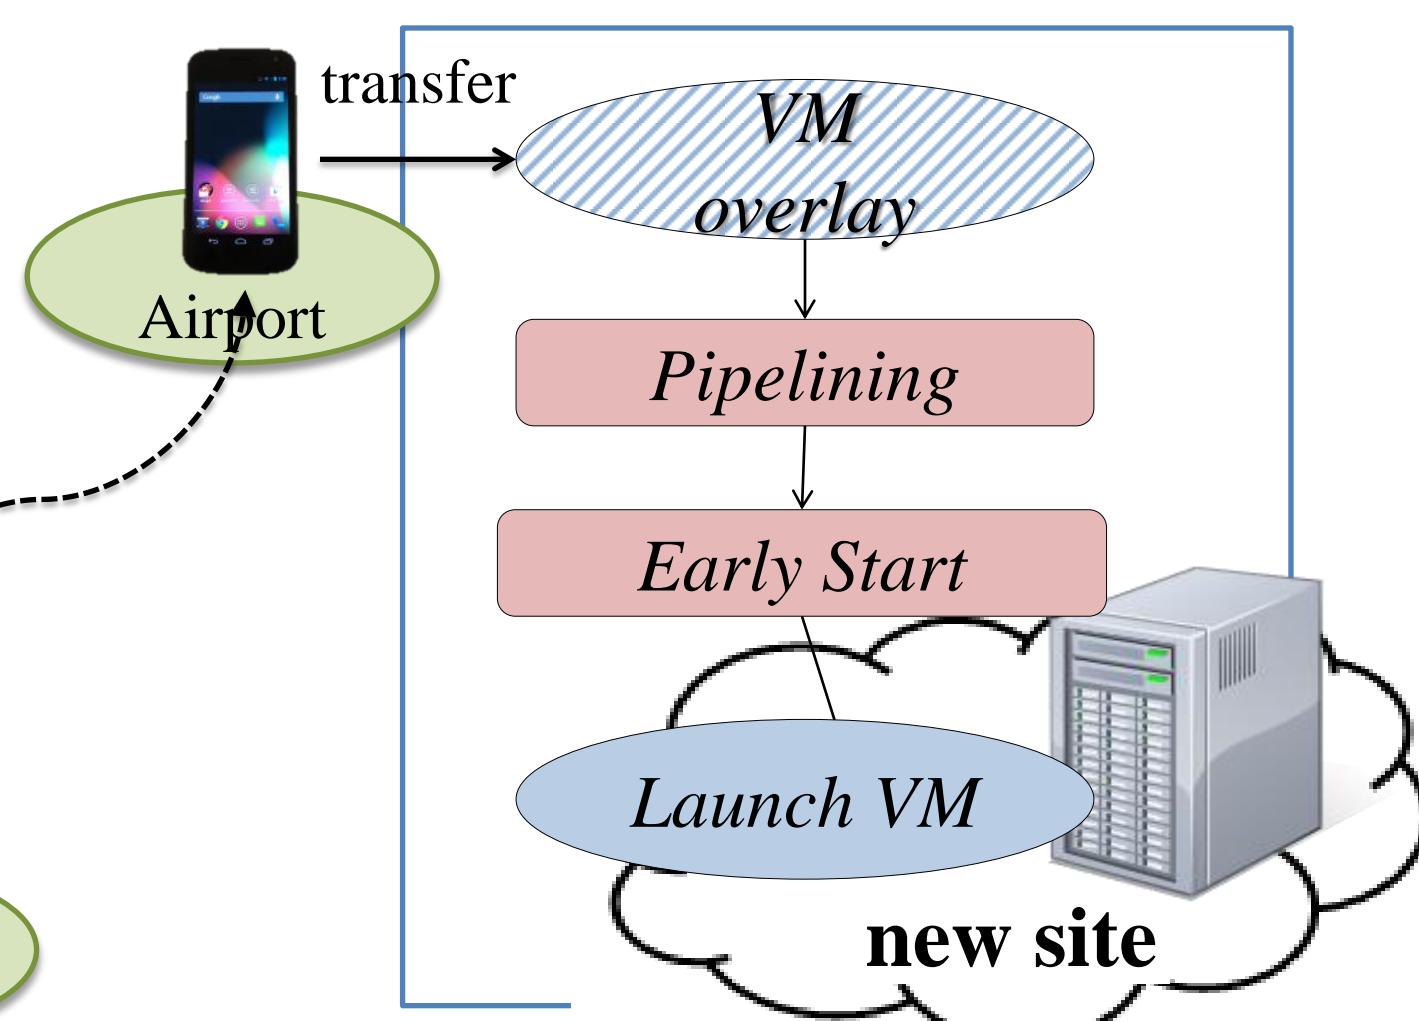 transfer
VM
overlay
Airport
Pipelining
Early Start
Launch VM
new site